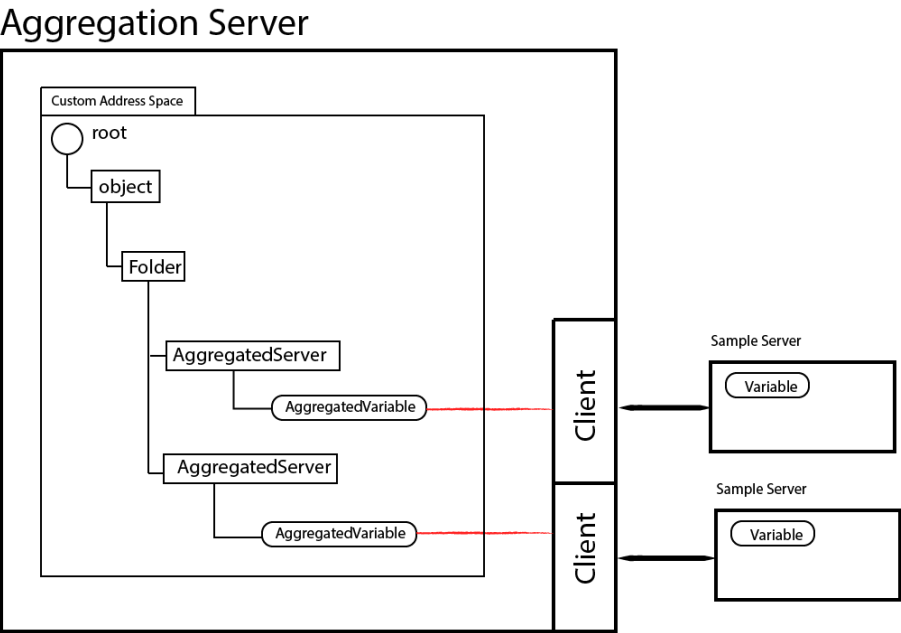 Aggregation Server
Custom Address Space
root
object
Folder
AggregatedServer
AggregatedVariable
AggregatedServer
AggregatedVariable
Client
Client
Sample Server
Variable
Sample Server
Variable